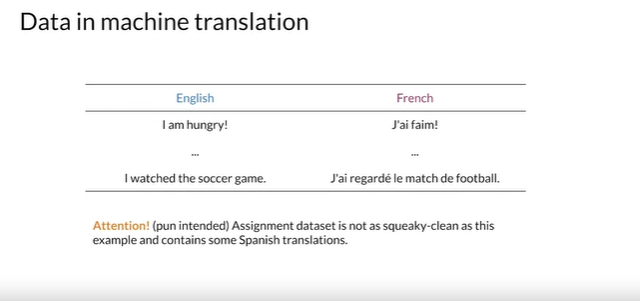 Data in machine translation
English French
I am hungry! J'ai faim!
... ...
I watched the soccer game. J'ai regardé le match de football.
Attention! (pun intended) Assignment dataset is not as squeaky-clean as this
example and contains some Spanish translations.